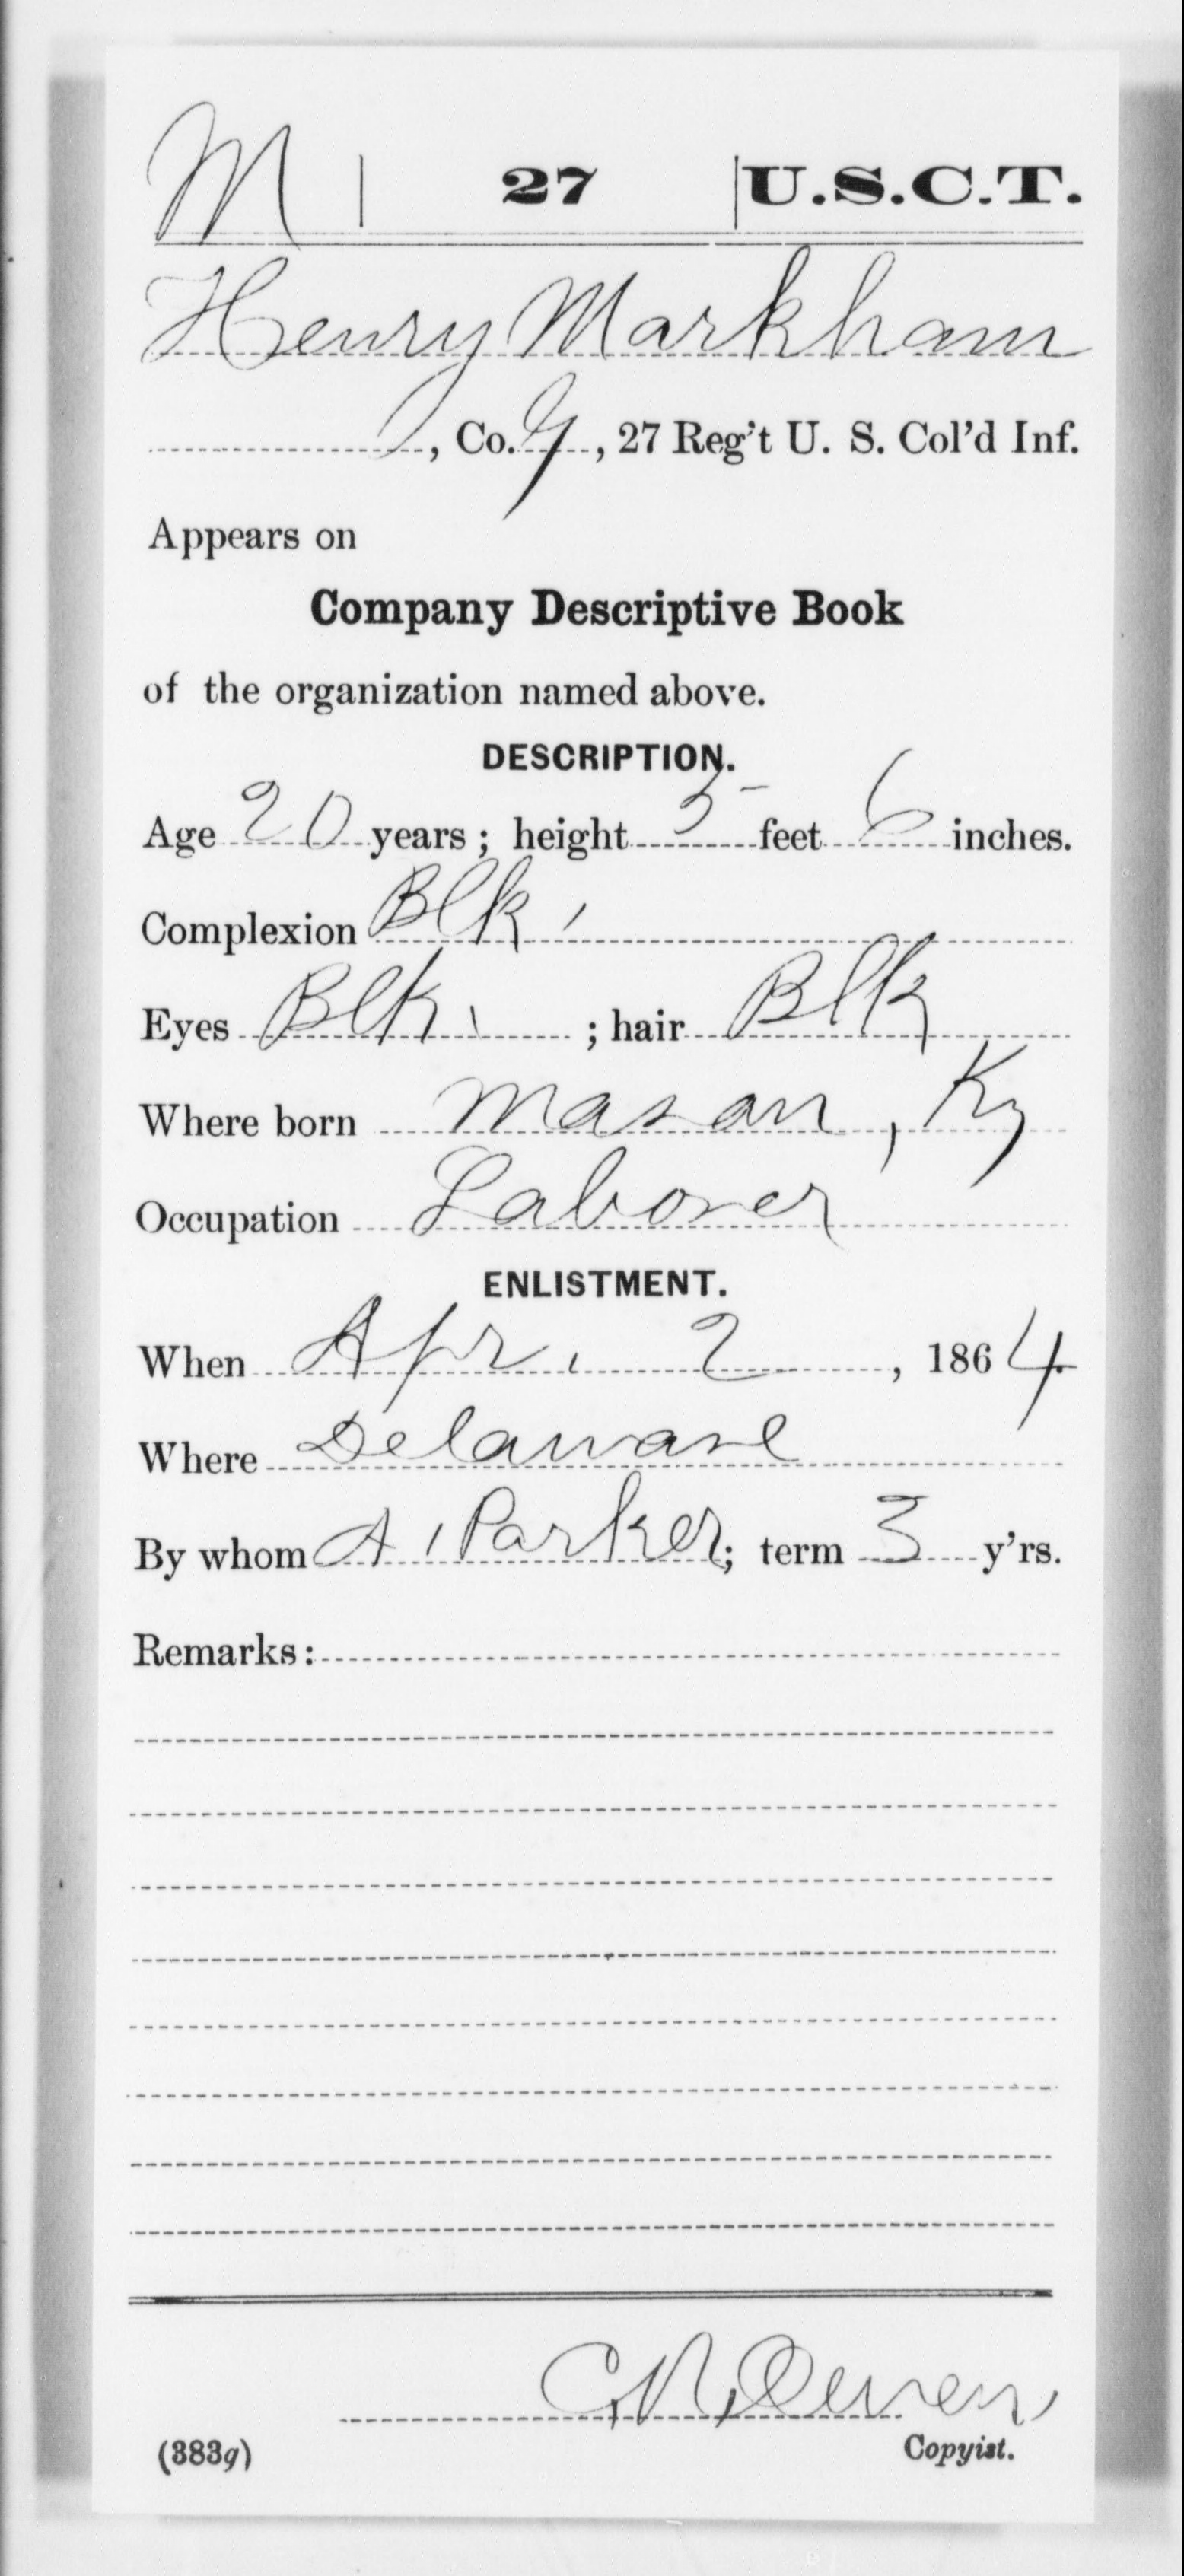 M | 27 | U.S.C.T.
Henry Markham
, Co. G, 27 Reg't U. S. Col'd Inf.
Appears on
Company Descriptive Book
of the organization named above.
DESCRIPTION.
Age 20 years; height 5 feet 6 inches.
Complexion Blk.
Eyes Blk. ; hair Blk
Where born Mason, Ky
Occupation Laborer
ENLISTMENT.
When Apr. 2, 1864
Where Delaware
By whom A. Parker; term 3 y'rs.
Remarks:
C.N. Owen,
(383g) Copyist.